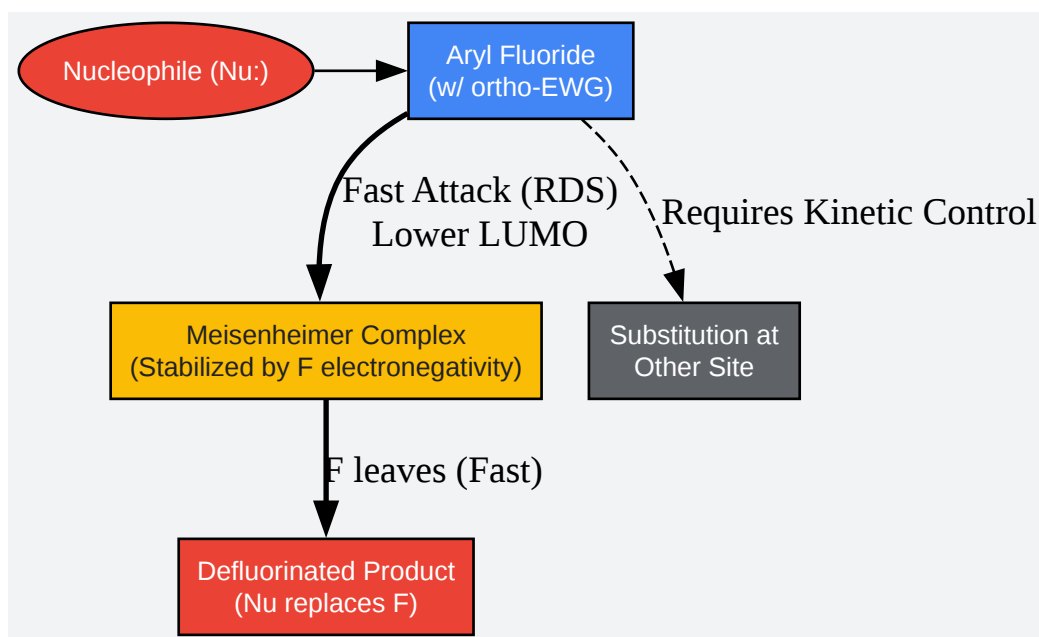 Nucleophile (Nu:)
Aryl Fluoride
(w/ ortho-EWG)
Fast Attack (RDS)
Lower LUMO
Requires Kinetic Control
Meisenheimer Complex
(Stabilized by F electronegativity)
Substitution at
Other Site
F leaves (Fast)
Defluorinated Product
(Nu replaces F)